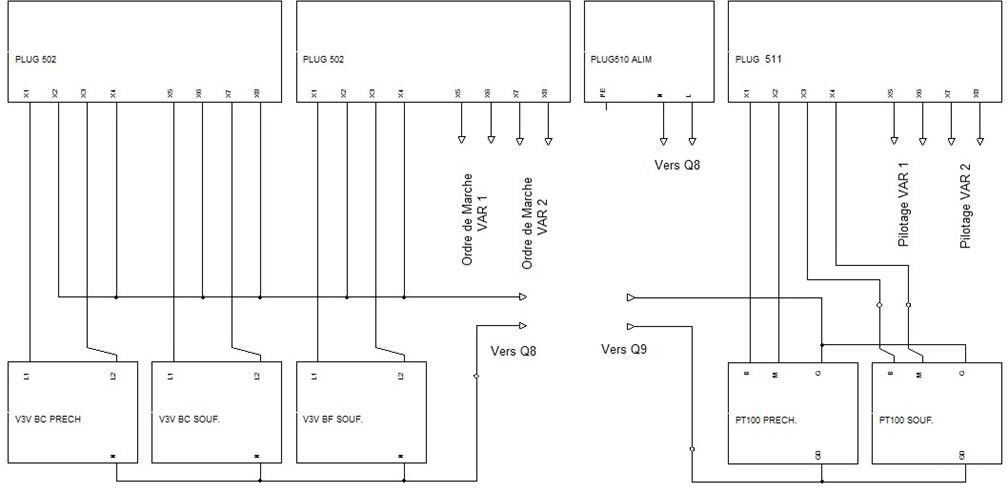 PLUG 502
PLUG 502
PLUG510 ALIM
PLUG 511
X1 X2 X3 X4 X5 X6 X7 X8
X1 X2 X3 X4 X5 X6 X7 X8
PE N L
X1 X2 X3 X4 X5 X6 X7 X8
Ordre de Marche
VAR 1
Ordre de Marche
VAR 2
Vers Q8
Pilotage VAR 1
Pilotage VAR 2
Vers Q8
Vers Q9
L1 L2
L1 L2
L1 L2
B M G
B M G
V3V BC PRECH
V3V BC SOUF.
V3V BF SOUF.
PT100 PRECH.
PT100 SOUF.
N
N
N
G0
G0